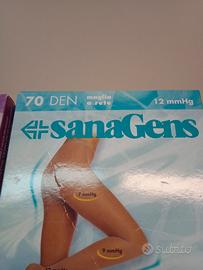 70 DEN
maglia
a rete
12 mmHg
sanaGens
7 mmHg
9 mmHg
subito